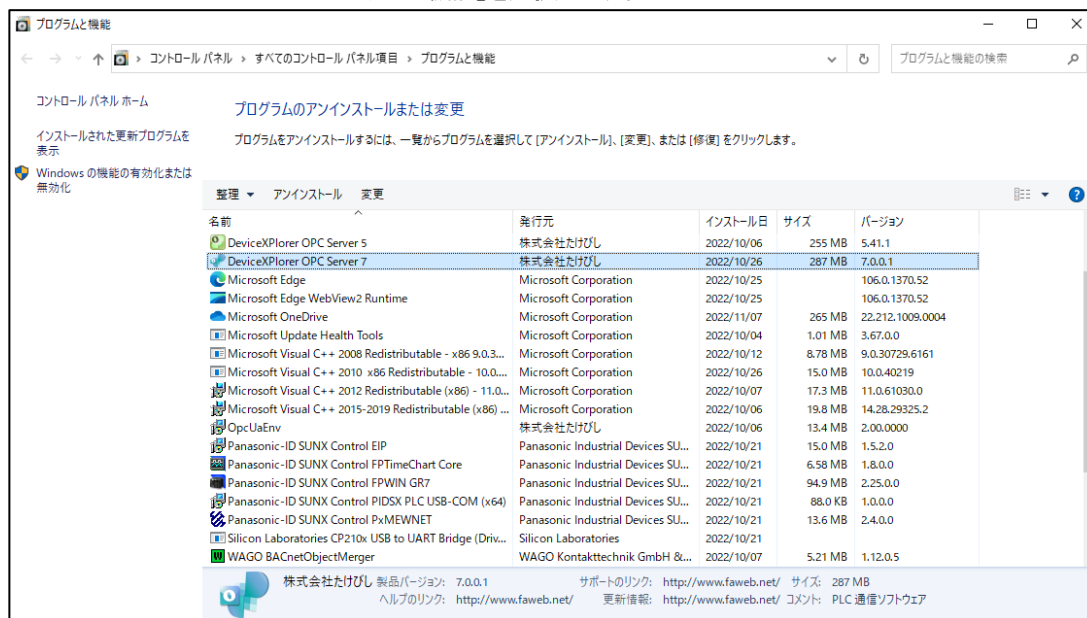 プログラムと機能
コントロール パネル › すべてのコントロール パネル項目 › プログラムと機能
プログラムと機能の検索
コントロール パネル ホーム
インストールされた更新プログラムを
表示
Windows の機能の有効化または
無効化
プログラムのアンインストールまたは変更
プログラムをアンインストールするには、一覧からプログラムを選択して [アンインストール]、[変更]、または [修復] をクリックします。
整理 アンインストール 変更
名前 発行元 インストール日 サイズ バージョン
DeviceXPlorer OPC Server 5 株式会社たけびし 2022/10/06 255 MB 5.41.1
DeviceXPlorer OPC Server 7 株式会社たけびし 2022/10/26 287 MB 7.0.0.1
Microsoft Edge Microsoft Corporation 2022/10/25 106.0.1370.52
Microsoft Edge WebView2 Runtime Microsoft Corporation 2022/10/25 106.0.1370.52
Microsoft OneDrive Microsoft Corporation 2022/11/07 265 MB 22.212.1009.0004
Microsoft Update Health Tools Microsoft Corporation 2022/10/04 1.01 MB 3.67.0.0
Microsoft Visual C++ 2008 Redistributable - x86 9.0.3... Microsoft Corporation 2022/10/12 8.78 MB 9.0.30729.6161
Microsoft Visual C++ 2010 x86 Redistributable - 10.0.... Microsoft Corporation 2022/10/26 15.0 MB 10.0.40219
Microsoft Visual C++ 2012 Redistributable (x86) - 11.0... Microsoft Corporation 2022/10/07 17.3 MB 11.0.61030.0
Microsoft Visual C++ 2015-2019 Redistributable (x86) ... Microsoft Corporation 2022/10/06 19.8 MB 14.28.29325.2
OpcUaEnv 株式会社たけびし 2022/10/06 13.4 MB 2.00.0000
Panasonic-ID SUNX Control EIP Panasonic Industrial Devices SU... 2022/10/21 15.0 MB 1.5.2.0
Panasonic-ID SUNX Control FPTimeChart Core Panasonic Industrial Devices SU... 2022/10/21 6.58 MB 1.8.0.0
Panasonic-ID SUNX Control FPWIN GR7 Panasonic Industrial Devices SU... 2022/10/21 94.9 MB 2.25.0.0
Panasonic-ID SUNX Control PIDSX PLC USB-COM (x64) Panasonic Industrial Devices SU... 2022/10/21 88.0 KB 1.0.0.0
Panasonic-ID SUNX Control PxMEWNET Panasonic Industrial Devices SU... 2022/10/21 13.6 MB 2.4.0.0
Silicon Laboratories CP210x USB to UART Bridge (Driv... Silicon Laboratories 2022/10/21
WAGO BACnetObjectMerger WAGO Kontakttechnik GmbH &... 2022/10/07 5.21 MB 1.12.0.5
株式会社たけびし 製品バージョン: 7.0.0.1 サポートのリンク: http://www.faweb.net/ サイズ: 287 MB
ヘルプのリンク: http://www.faweb.net/ 更新情報: http://www.faweb.net/ コメント: PLC 通信ソフトウェア